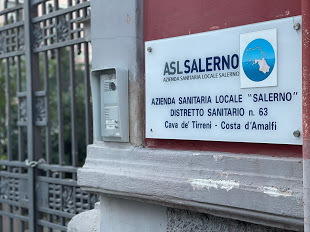 ASL SALERNO
AZIENDA SANITARIA LOCALE SALERNO
AZIENDA SANITARIA LOCALE "SALERNO"
DISTRETTO SANITARIO n. 63
Cava de' Tirreni - Costa d'Amalfi